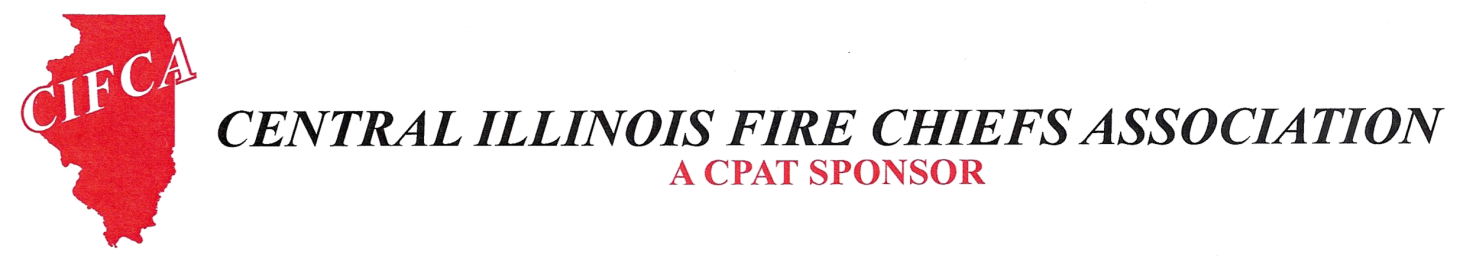 CIFCA
CENTRAL ILLINOIS FIRE CHIEFS ASSOCIATION
A CPAT SPONSOR